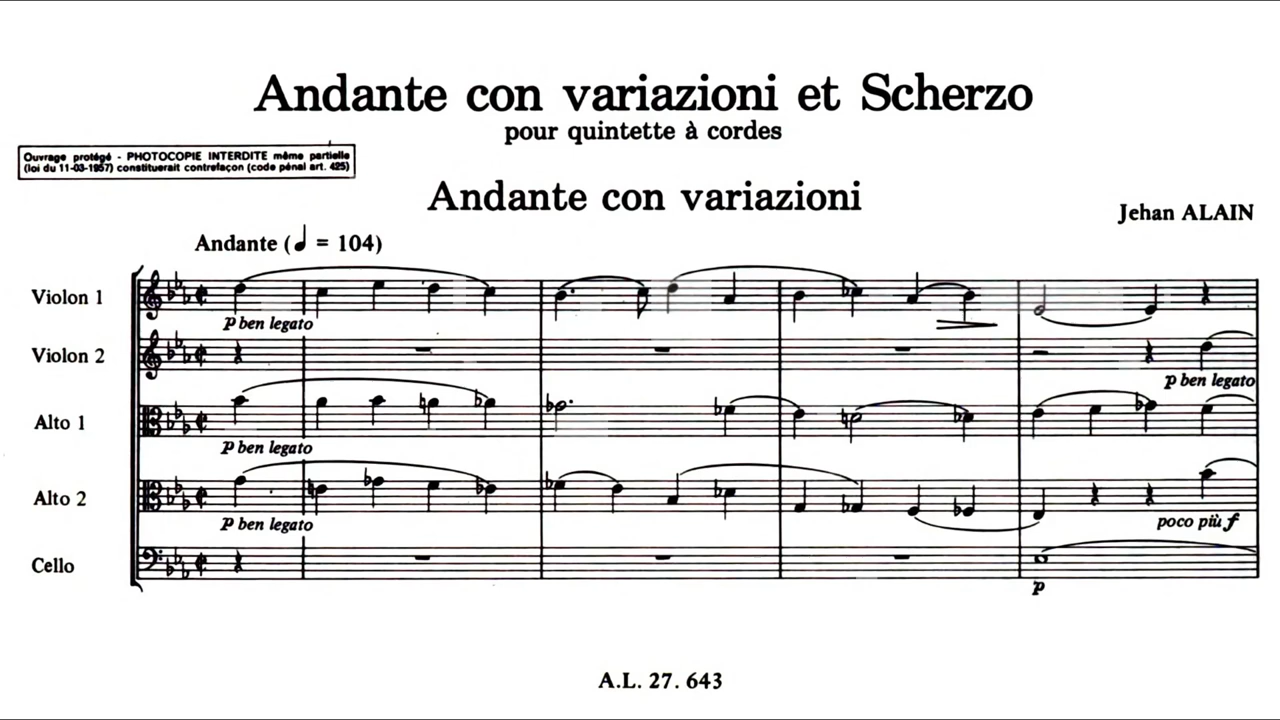 Andante con variazioni et Scherzo
pour quintette à cordes
Ouvrage protégé - PHOTOCOPIE INTERDITE même partielle
(loi du 11-03-1957) constituerait contrefaçon (code pénal art. 425)
Andante con variazioni
Jehan ALAIN
Andante (♩ = 104)
Violon 1
p ben legato
Violon 2
p ben legato
Alto 1
p ben legato
Alto 2
p ben legato
poco più f
Cello
p
A.L. 27. 643